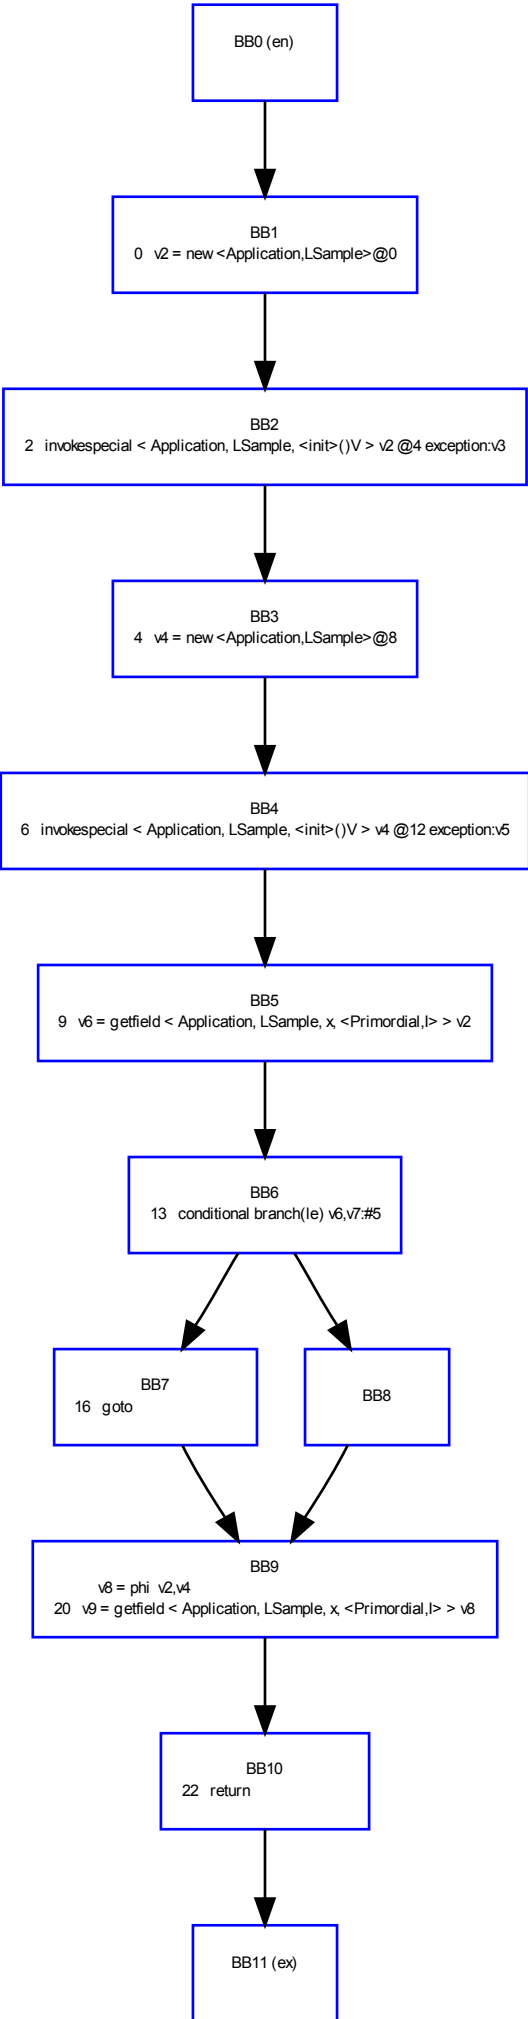 BB0 (en)
BB1
0 v2 = new <Application,LSample>@0
BB2
2 invokespecial < Application, LSample, <init>()V > v2 @4 exception:v3
BB3
4 v4 = new <Application,LSample>@8
BB4
6 invokespecial < Application, LSample, <init>()V > v4 @12 exception:v5
BB5
9 v6 = getfield < Application, LSample, x, <Primordial,I> > v2
BB6
13 conditional branch(le) v6,v7:#5
BB7
16 goto
BB8
BB9
v8 = phi v2,v4
20 v9 = getfield < Application, LSample, x, <Primordial,I> > v8
BB10
22 return
BB11 (ex)